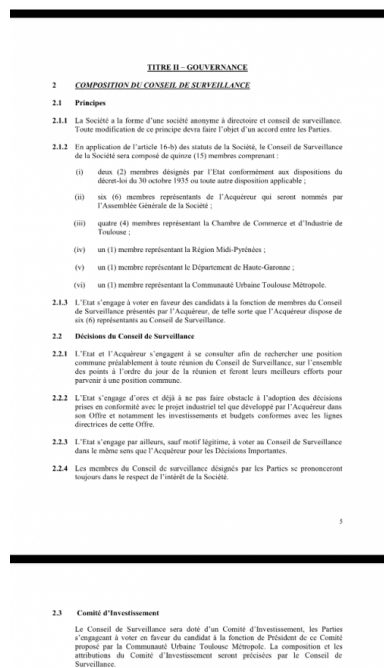 TITRE II – GOUVERNANCE
2 COMPOSITION DU CONSEIL DE SURVEILLANCE
2.1 Principes
2.1.1 La Société a la forme d'une société anonyme à directoire et conseil de surveillance.
Toute modification de ce principe devra faire l'objet d'un accord entre les Parties.
2.1.2 En application de l'article 16-b) des statuts de la Société, le Conseil de Surveillance
de la Société sera composé de quinze (15) membres comprenant :
(i) deux (2) membres désignés par l'Etat conformément aux dispositions du
décret-loi du 30 octobre 1935 ou toute autre disposition applicable ;
(ii) six (6) membres représentants de l'Acquéreur qui seront nommés par
l'Assemblée Générale de la Société ;
(iii) quatre (4) membres représentant la Chambre de Commerce et d'Industrie de
Toulouse ;
(iv) un (1) membre représentant la Région Midi-Pyrénées ;
(v) un (1) membre représentant le Département de Haute-Garonne ;
(vi) un (1) membre représentant la Communauté Urbaine Toulouse Métropole.
2.1.3 L'Etat s'engage à voter en faveur des candidats à la fonction de membres du Conseil
de Surveillance présentés par l'Acquéreur, de telle sorte que l'Acquéreur dispose de
six (6) représentants au Conseil de Surveillance.
2.2 Décisions du Conseil de Surveillance
2.2.1 L'Etat et l'Acquéreur s'engagent à se consulter afin de rechercher une position
commune préalablement à toute réunion du Conseil de Surveillance, sur l'ensemble
des points à l'ordre du jour de la réunion et feront leurs meilleurs efforts pour
parvenir à une position commune.
2.2.2 L'Etat s'engage d'ores et déjà à ne pas faire obstacle à l'adoption des décisions
prises en conformité avec le projet industriel tel que développé par l'Acquéreur dans
son Offre et notamment les investissements et budgets conformes avec les lignes
directrices de cette Offre.
2.2.3 L'Etat s'engage par ailleurs, sauf motif légitime, à voter au Conseil de Surveillance
dans le même sens que l'Acquéreur pour les Décisions Importantes.
2.2.4 Les membres du Conseil de surveillance désignés par les Parties se prononceront
toujours dans le respect de l'intérêt de la Société.
5
2.3 Comité d'Investissement
Le Conseil de Surveillance sera doté d'un Comité d'Investissement, les Parties
s'engageant à voter en faveur du candidat à la fonction de Président de ce Comité
proposé par la Communauté Urbaine Toulouse Métropole. La composition et les
attributions du Comité d'Investissement seront précisées par le Conseil de
Surveillance.